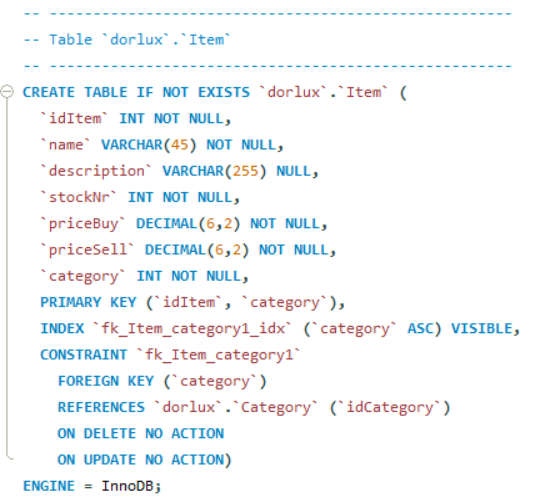 -- ----------------------------------------------------
-- Table `dorlux`.`Item`
-- ----------------------------------------------------
CREATE TABLE IF NOT EXISTS `dorlux`.`Item` (
`idItem` INT NOT NULL,
`name` VARCHAR(45) NOT NULL,
`description` VARCHAR(255) NULL,
`stockNr` INT NOT NULL,
`priceBuy` DECIMAL(6,2) NOT NULL,
`priceSell` DECIMAL(6,2) NOT NULL,
`category` INT NOT NULL,
PRIMARY KEY (`idItem`, `category`),
INDEX `fk_Item_category1_idx` (`category` ASC) VISIBLE,
CONSTRAINT `fk_Item_category1`
FOREIGN KEY (`category`)
REFERENCES `dorlux`.`Category` (`idCategory`)
ON DELETE NO ACTION
ON UPDATE NO ACTION)
ENGINE = InnoDB;